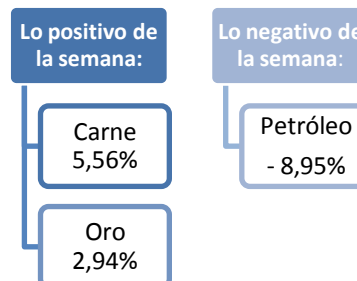 Lo positivo de
la semana:
Carne
5,56%
Oro
2,94%
Lo negativo de
la semana:
Petróleo
- 8,95%